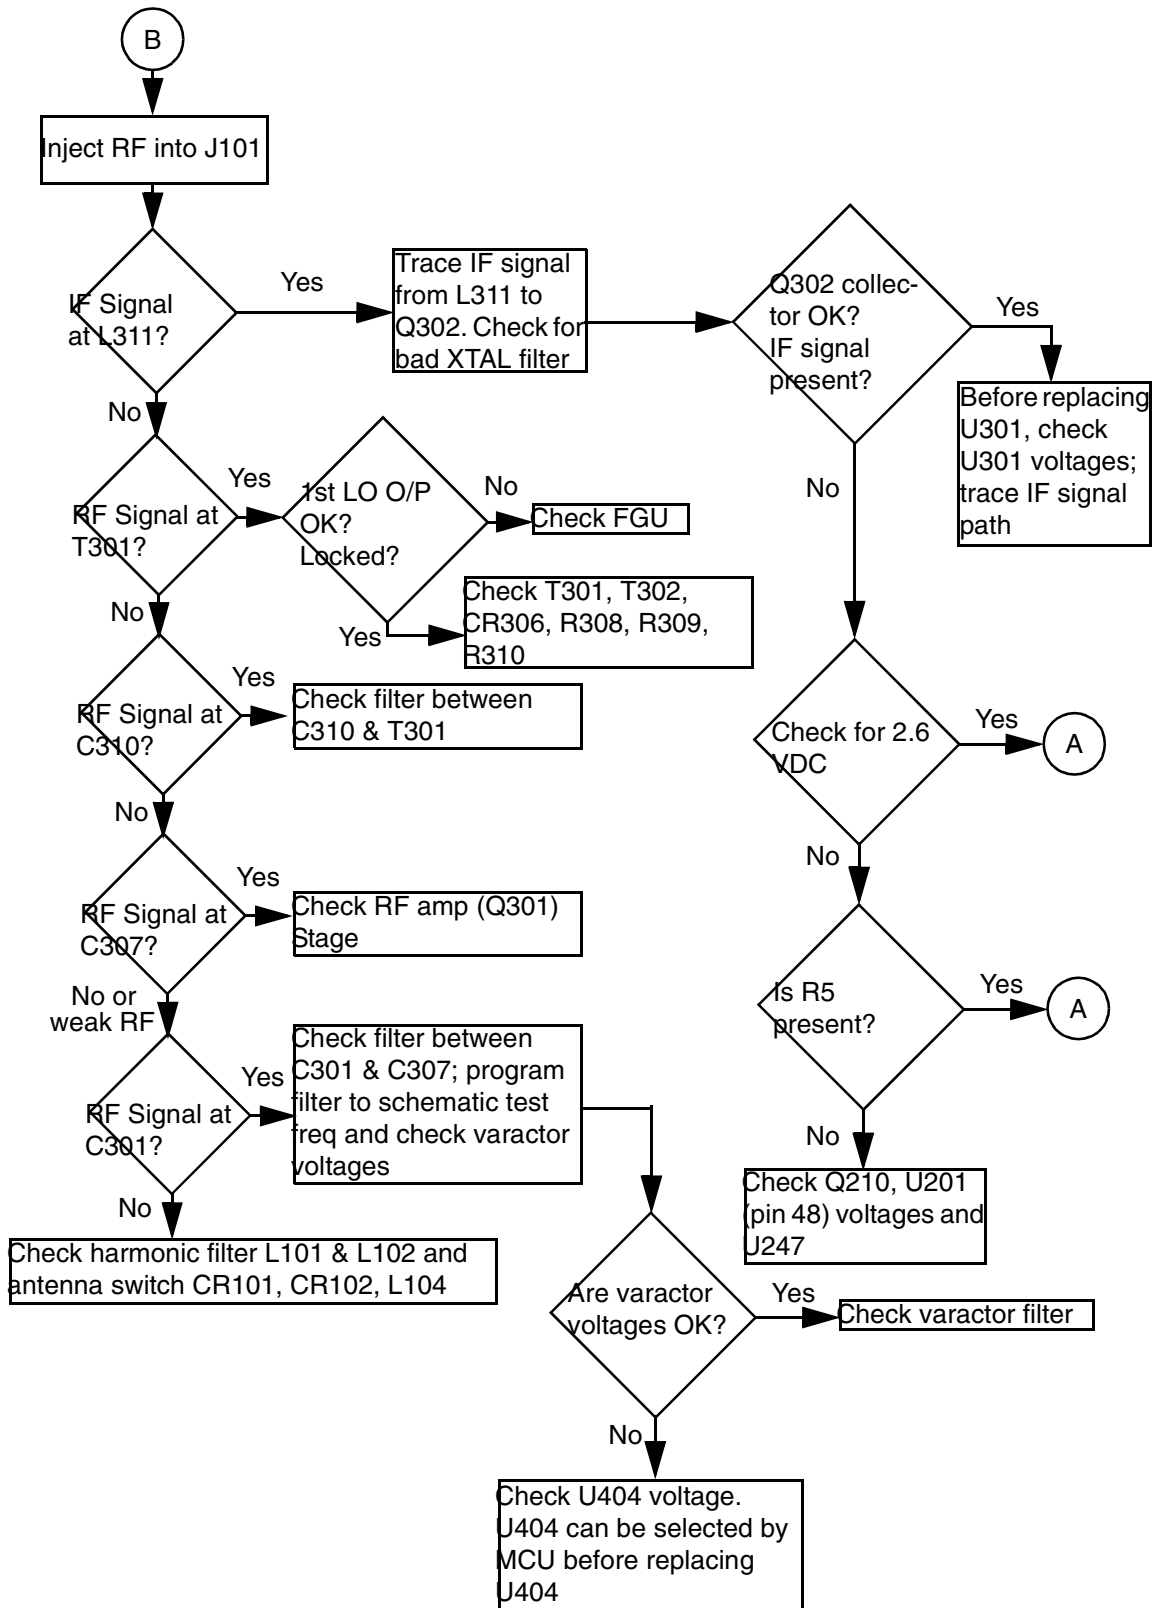 B
Inject RF into J101
IF Signal
at L311?
Yes
Trace IF signal
from L311 to
Q302. Check for
bad XTAL filter
Q302 collec-
tor OK?
IF signal
present?
Yes
Before replacing
U301, check
U301 voltages;
trace IF signal
path
No
No
RF Signal at
T301?
Yes
1st LO O/P
OK?
Locked?
No
Check FGU
Yes
Check T301, T302,
CR306, R308, R309,
R310
No
RF Signal at
C310?
Yes
Check filter between
C310 & T301
Check for 2.6
VDC
Yes
A
No
No
RF Signal at
C307?
Yes
Check RF amp (Q301)
Stage
Is R5
present?
Yes
A
No
No or
weak RF
RF Signal at
C301?
Yes
Check filter between
C301 & C307; program
filter to schematic test
freq and check varactor
voltages
Check Q210, U201
(pin 48) voltages and
U247
No
Check harmonic filter L101 & L102 and
antenna switch CR101, CR102, L104
Are varactor
voltages OK?
Yes
Check varactor filter
No
Check U404 voltage.
U404 can be selected by
MCU before replacing
U404